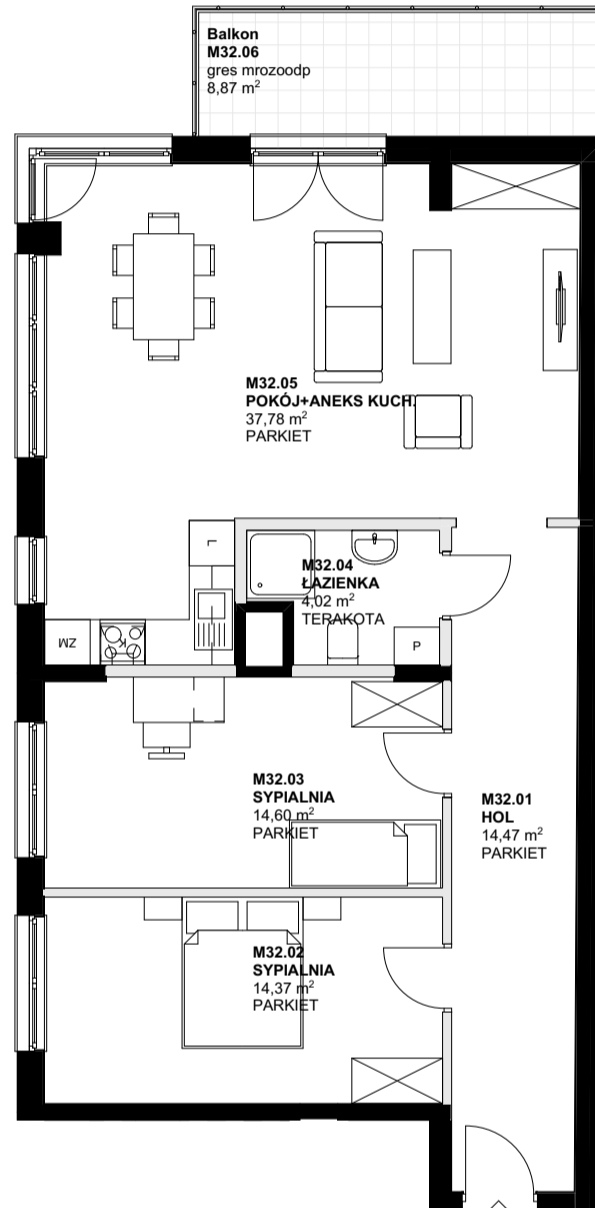 Balkon
M32.06
gres mrozoodp
8,87 m²
M32.05
POKÓJ+ANEKS KUCH.
37,78 m²
PARKIET
L
M32.04
ŁAZIENKA
4,02 m²
TERAKOTA
ZM
K
P
M32.03
SYPIALNIA
14,60 m²
PARKIET
M32.01
HOL
14,47 m²
PARKIET
M32.02
SYPIALNIA
14,37 m²
PARKIET